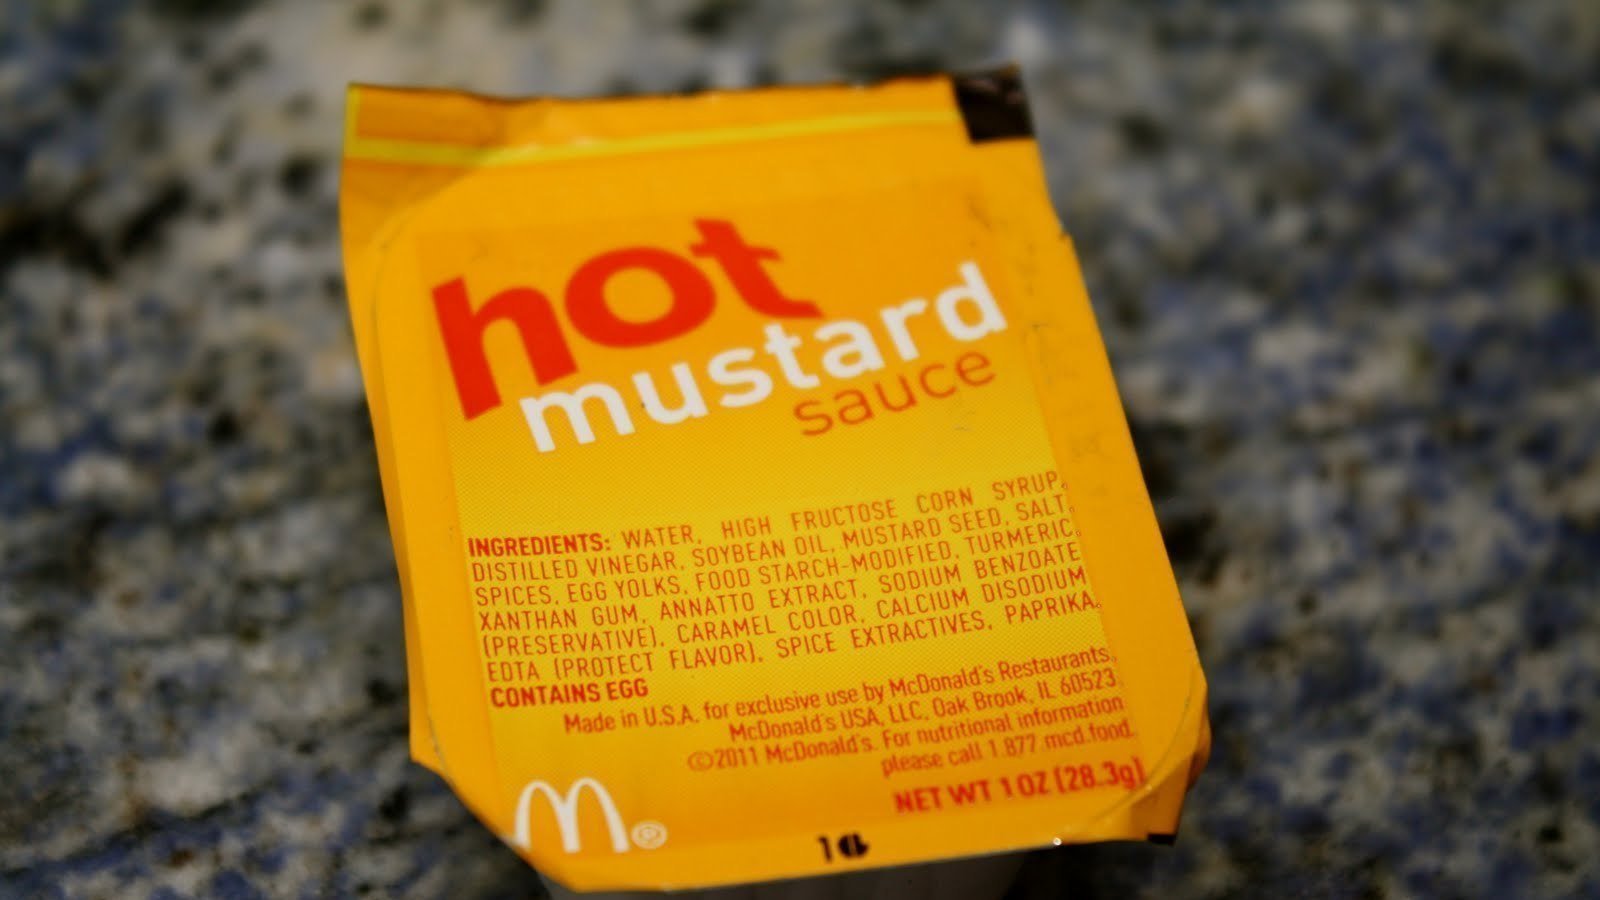 hot
mustard
sauce
INGREDIENTS: WATER, HIGH FRUCTOSE CORN SYRUP,
DISTILLED VINEGAR, SOYBEAN OIL, MUSTARD SEED, SALT,
SPICES, EGG YOLKS, FOOD STARCH-MODIFIED, TURMERIC,
XANTHAN GUM, ANNATTO EXTRACT, SODIUM BENZOATE
(PRESERVATIVE), CARAMEL COLOR, CALCIUM DISODIUM
EDTA (PROTECT FLAVOR), SPICE EXTRACTIVES, PAPRIKA.
CONTAINS EGG
Made in U.S.A. for exclusive use by McDonald's Restaurants.
McDonald's USA, LLC, Oak Brook, IL 60523
©2011 McDonald's. For nutritional information
please call 1.877 mcd.food.
NET WT 1 OZ (28.3g)
M®